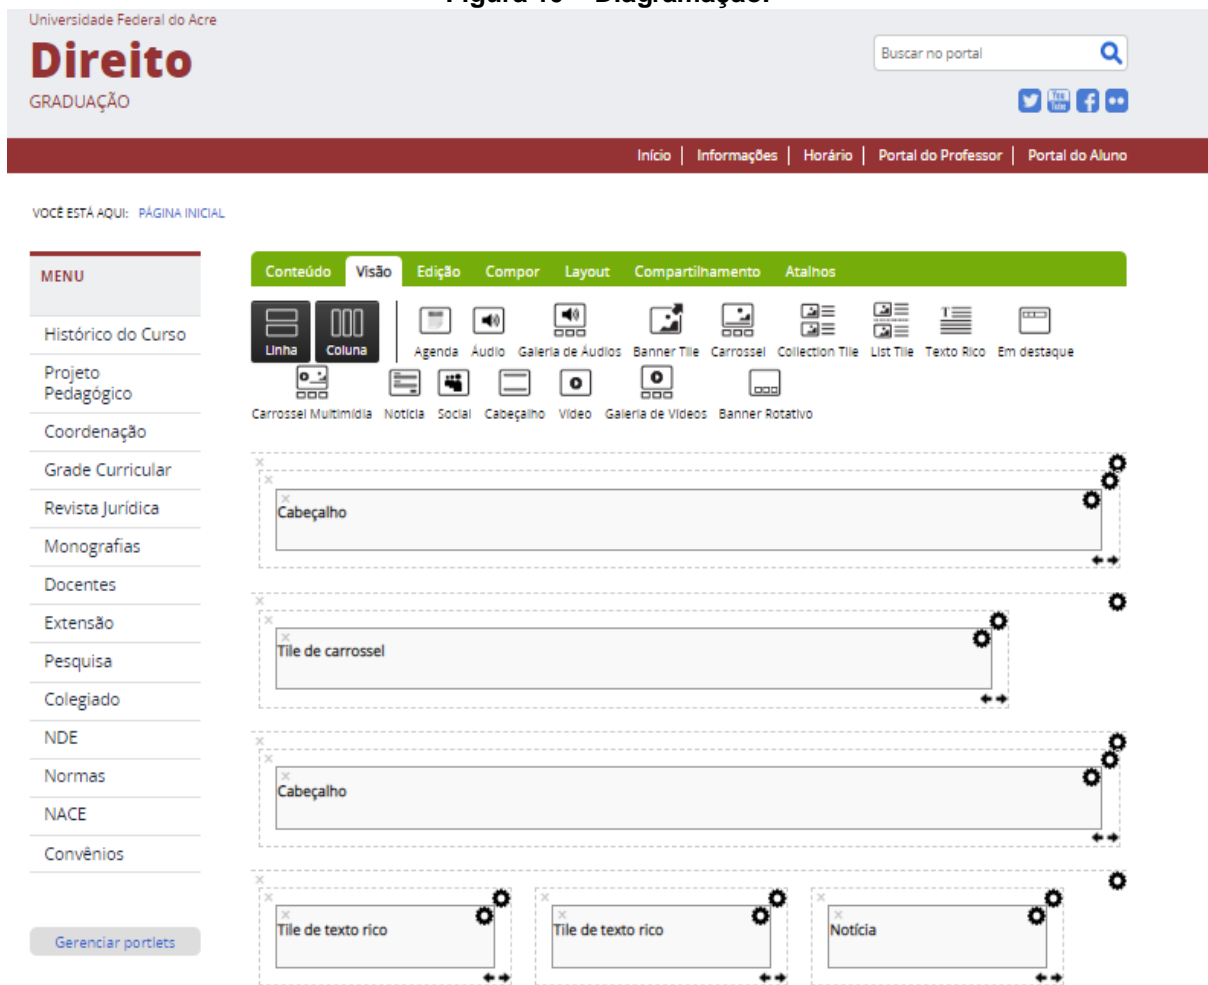 Universidade Federal do Acre
Direito
GRADUAÇÃO
Buscar no portal
Início | Informações | Horário | Portal do Professor | Portal do Aluno
VOCÊ ESTÁ AQUI: PÁGINA INICIAL
MENU
Histórico do Curso
Projeto
Pedagógico
Coordenação
Grade Curricular
Revista Jurídica
Monografias
Docentes
Extensão
Pesquisa
Colegiado
NDE
Normas
NACE
Convênios
Gerenciar portlets
Conteúdo Visão Edição Compor Layout Compartilhamento Atalhos
Linha Coluna Agenda Áudio Galeria de Áudios Banner Tile Carrossel Collection Tile List Tile Texto Rico Em destaque
Carrossel Multimídia Notícia Social Cabeçalho Vídeo Galeria de Vídeos Banner Rotativo
Cabeçalho
Tile de carrossel
Cabeçalho
Tile de texto rico Tile de texto rico Notícia